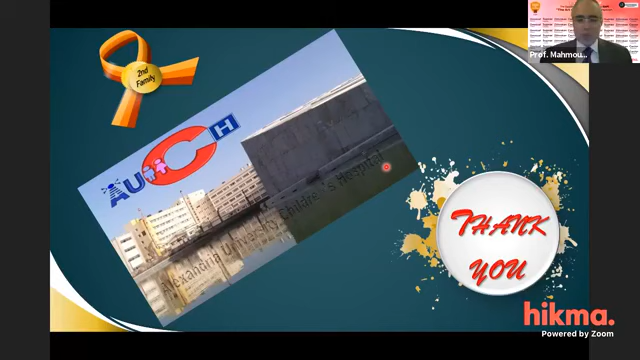 2nd
Family
AUCH
Alexandria University Children's Hospital
THANK
YOU
Prof. Mahmou...
hikma.
Powered by Zoom